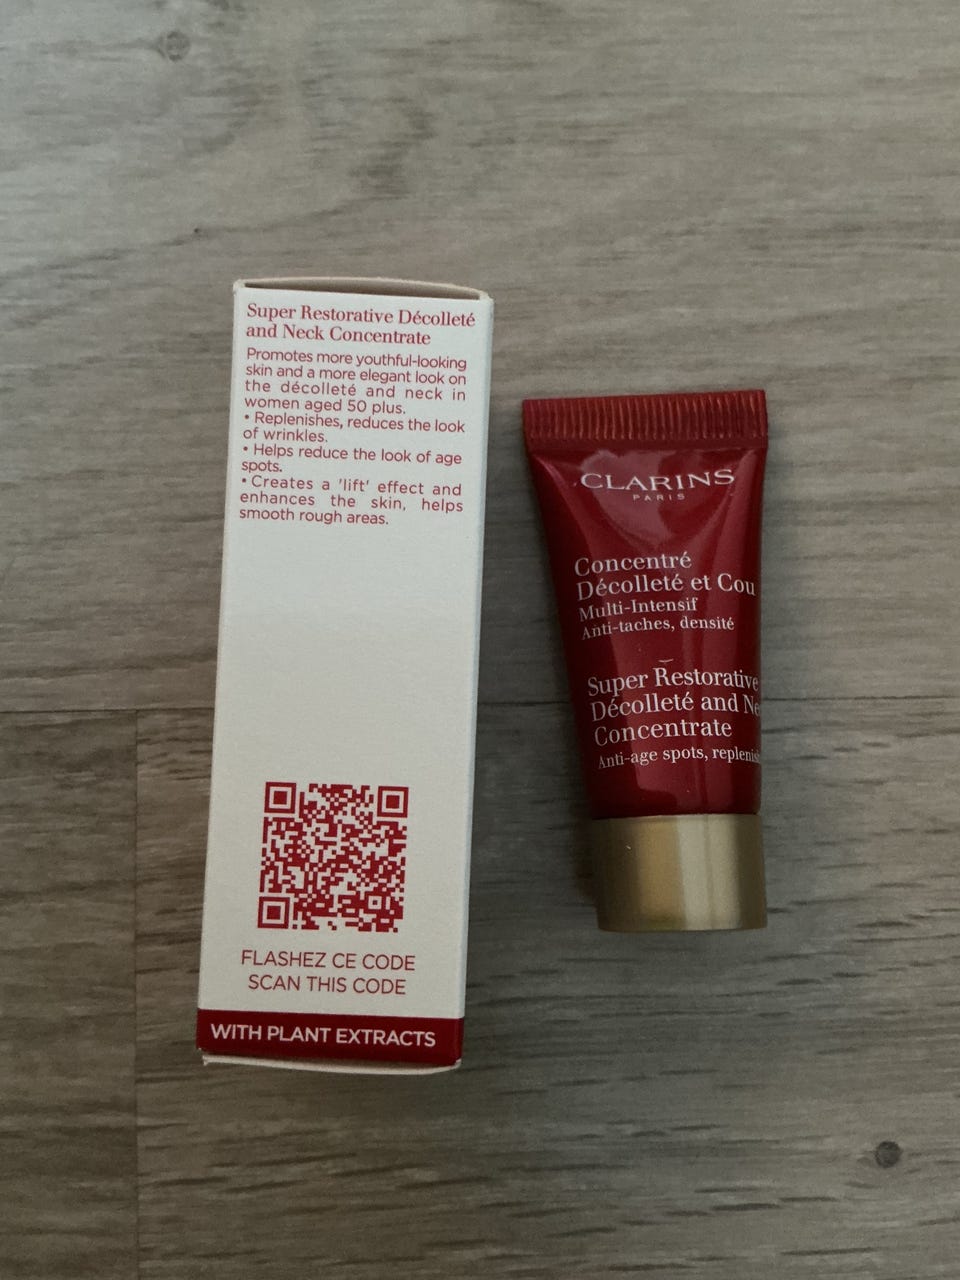 Super Restorative Décolleté
and Neck Concentrate
Promotes more youthful-looking
skin and a more elegant look on
the décolleté and neck in
women aged 50 plus.
• Replenishes, reduces the look
of wrinkles.
• Helps reduce the look of age
spots.
• Creates a 'lift' effect and
enhances the skin, helps
smooth rough areas.
FLASHEZ CE CODE
SCAN THIS CODE
WITH PLANT EXTRACTS
CLARINS
PARIS
Concentré
Décolleté et Cou
Multi-Intensif
Anti-taches, densité
Super Restorative
Décolleté and
Concentrate
Anti-age spots,